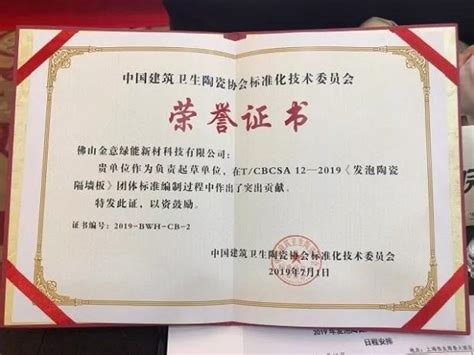 中国建筑卫生陶瓷协会标准化技术委员会
荣誉证书
佛山金意绿能新材科技有限公司：
贵单位作为负责起草单位，在T/CBCSA 12—2019《发泡陶瓷
隔墙板》团体标准编制过程中作出了突出贡献。
特发此证，以资鼓励。
证书编号：2019-BWH-CB-2
中国建筑卫生陶瓷协会标准化技术委员会
2019年7月1日
日程安排